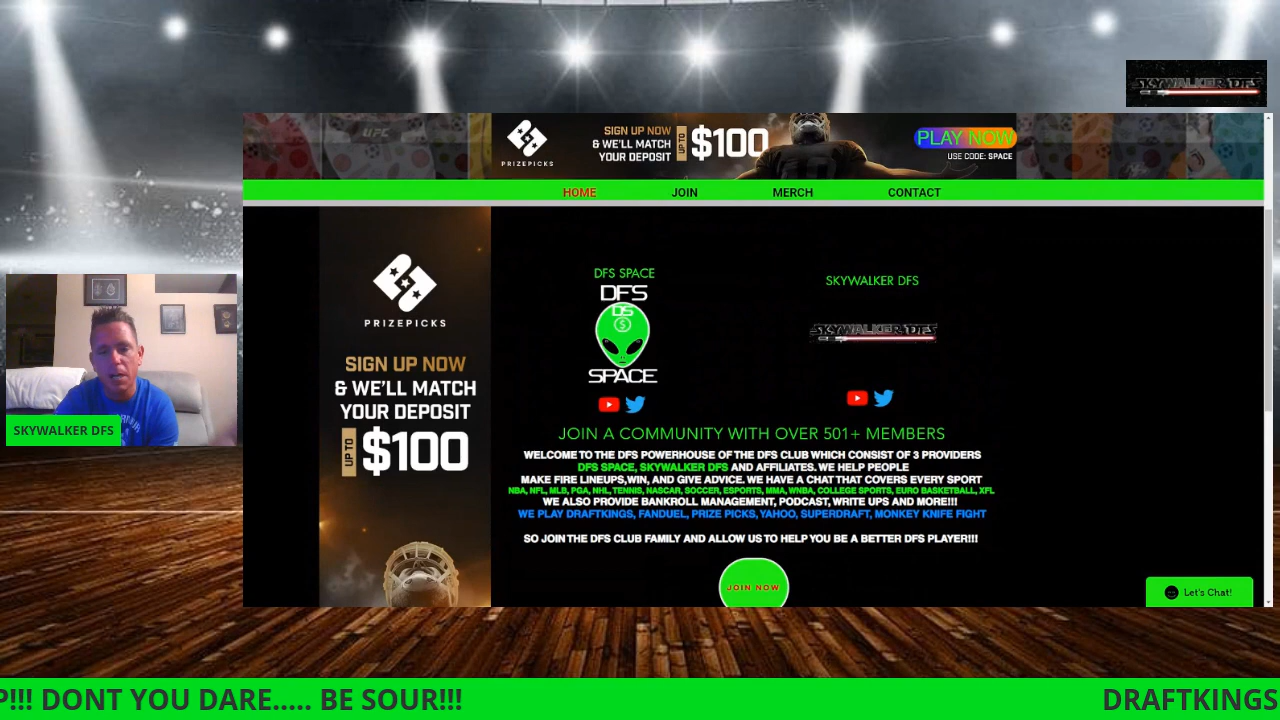 SKYWALKER DFS
UFC
PRIZEPICKS
SIGN UP NOW
& WE'LL MATCH
YOUR DEPOSIT
UP TO
$100
PLAY NOW
USE CODE: SPACE
HOME JOIN MERCH CONTACT
PRIZEPICKS
SIGN UP NOW
& WE'LL MATCH
YOUR DEPOSIT
UP TO
$100
DFS SPACE
DFS
DS
$
SPACE
SKYWALKER DFS
SKYWALKER DFS
JOIN A COMMUNITY WITH OVER 501+ MEMBERS
WELCOME TO THE DFS POWERHOUSE OF THE DFS CLUB WHICH CONSIST OF 3 PROVIDERS
DFS SPACE, SKYWALKER DFS AND AFFILIATES. WE HELP PEOPLE
MAKE FIRE LINEUPS,WIN, AND GIVE ADVICE. WE HAVE A CHAT THAT COVERS EVERY SPORT
NBA, NFL, MLB, PGA, NHL, TENNIS, NASCAR, SOCCER, ESPORTS, MMA, WNBA, COLLEGE SPORTS, EURO BASKETBALL, XFL
WE ALSO PROVIDE BANKROLL MANAGEMENT, PODCAST, WRITE UPS AND MORE!!!
WE PLAY DRAFTKINGS, FANDUEL, PRIZE PICKS, YAHOO, SUPERDRAFT, MONKEY KNIFE FIGHT
SO JOIN THE DFS CLUB FAMILY AND ALLOW US TO HELP YOU BE A BETTER DFS PLAYER!!!
JOIN NOW
Let's Chat!
SKYWALKER DFS
P!!! DONT YOU DARE..... BE SOUR!!!
DRAFTKINGS